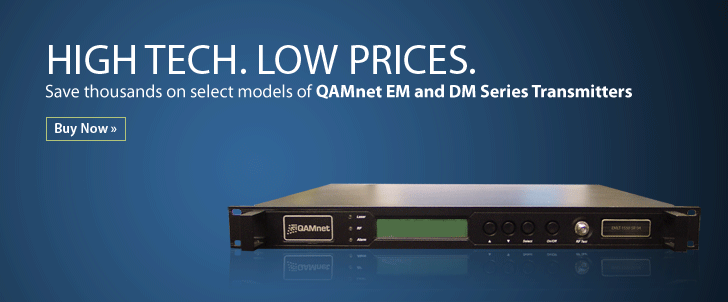 HIGH TECH. LOW PRICES.
Save thousands on select models of QAMnet EM and DM Series Transmitters
Buy Now »
QAMnet
Laser
RF
Alarm
▲ ▼ Select On/Off RF Test